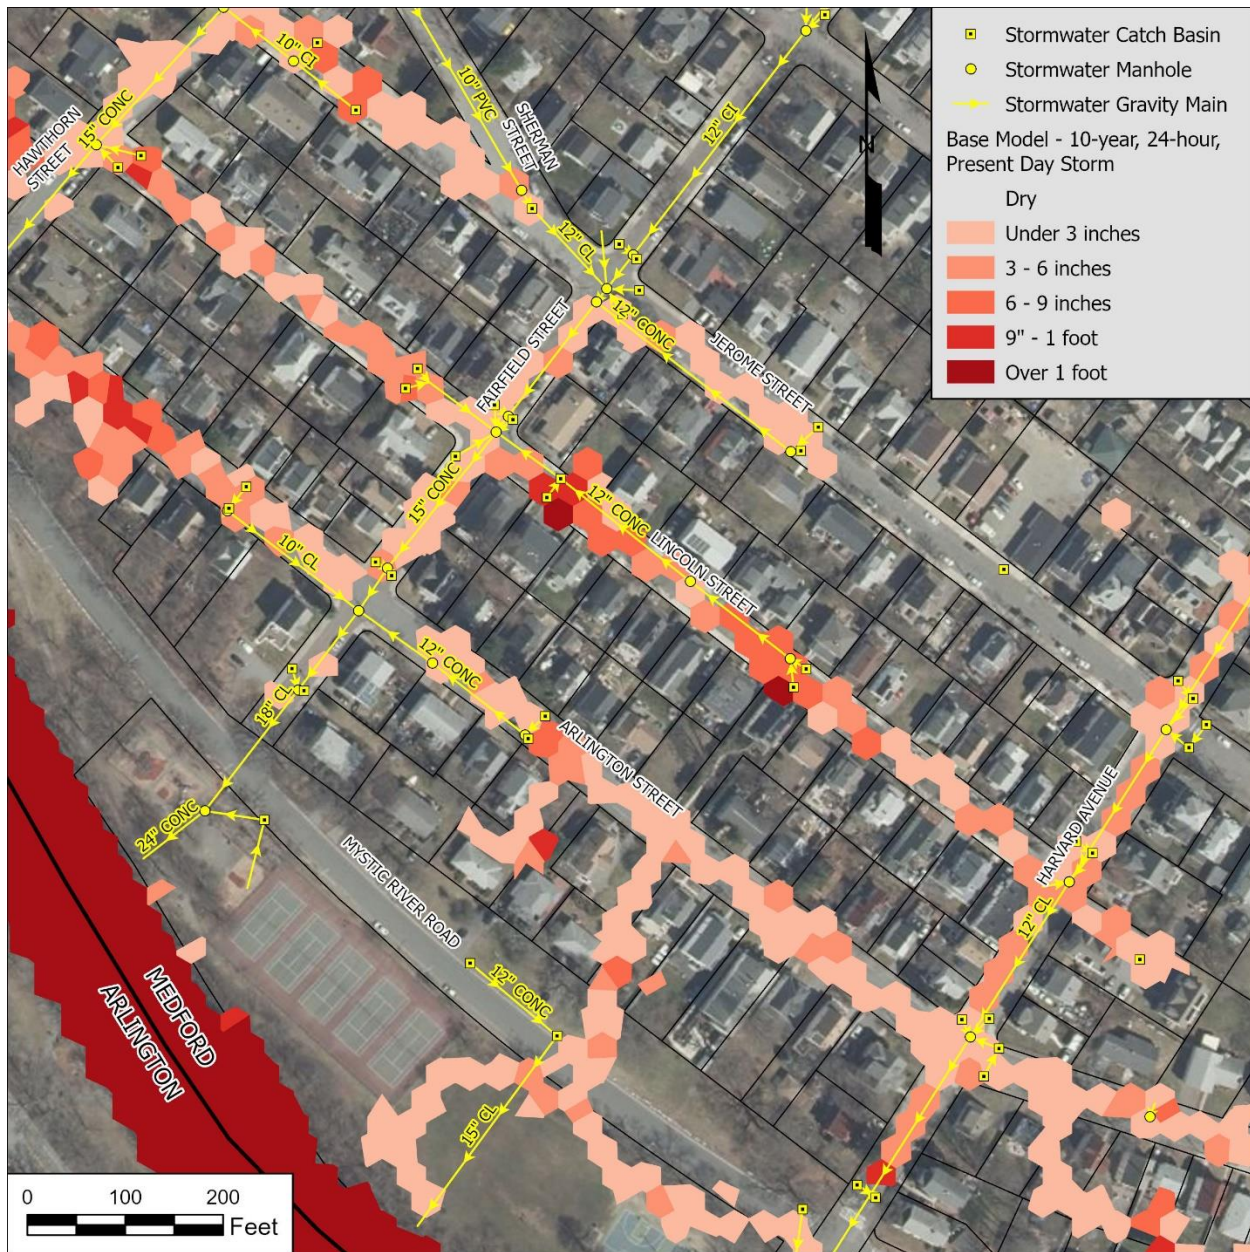 Stormwater Catch Basin
Stormwater Manhole
Stormwater Gravity Main
Base Model - 10-year, 24-hour,
Present Day Storm
Dry
Under 3 inches
3 - 6 inches
6 - 9 inches
9" - 1 foot
Over 1 foot
N
10" CI
15" CONC
HAWTHORN
STREET
10" PVC
SHERMAN
STREET
12" CI
12" CL
12" CONC
JEROME STREET
FAIRFIELD STREET
15" CONC
12" CONC
LINCOLN STREET
10" CL
12" CONC
18" CL
ARLINGTON STREET
24" CONC
MYSTIC RIVER ROAD
HARVARD AVENUE
12" CL
12" CONC
15" CL
MEDFORD
ARLINGTON
0 100 200
Feet